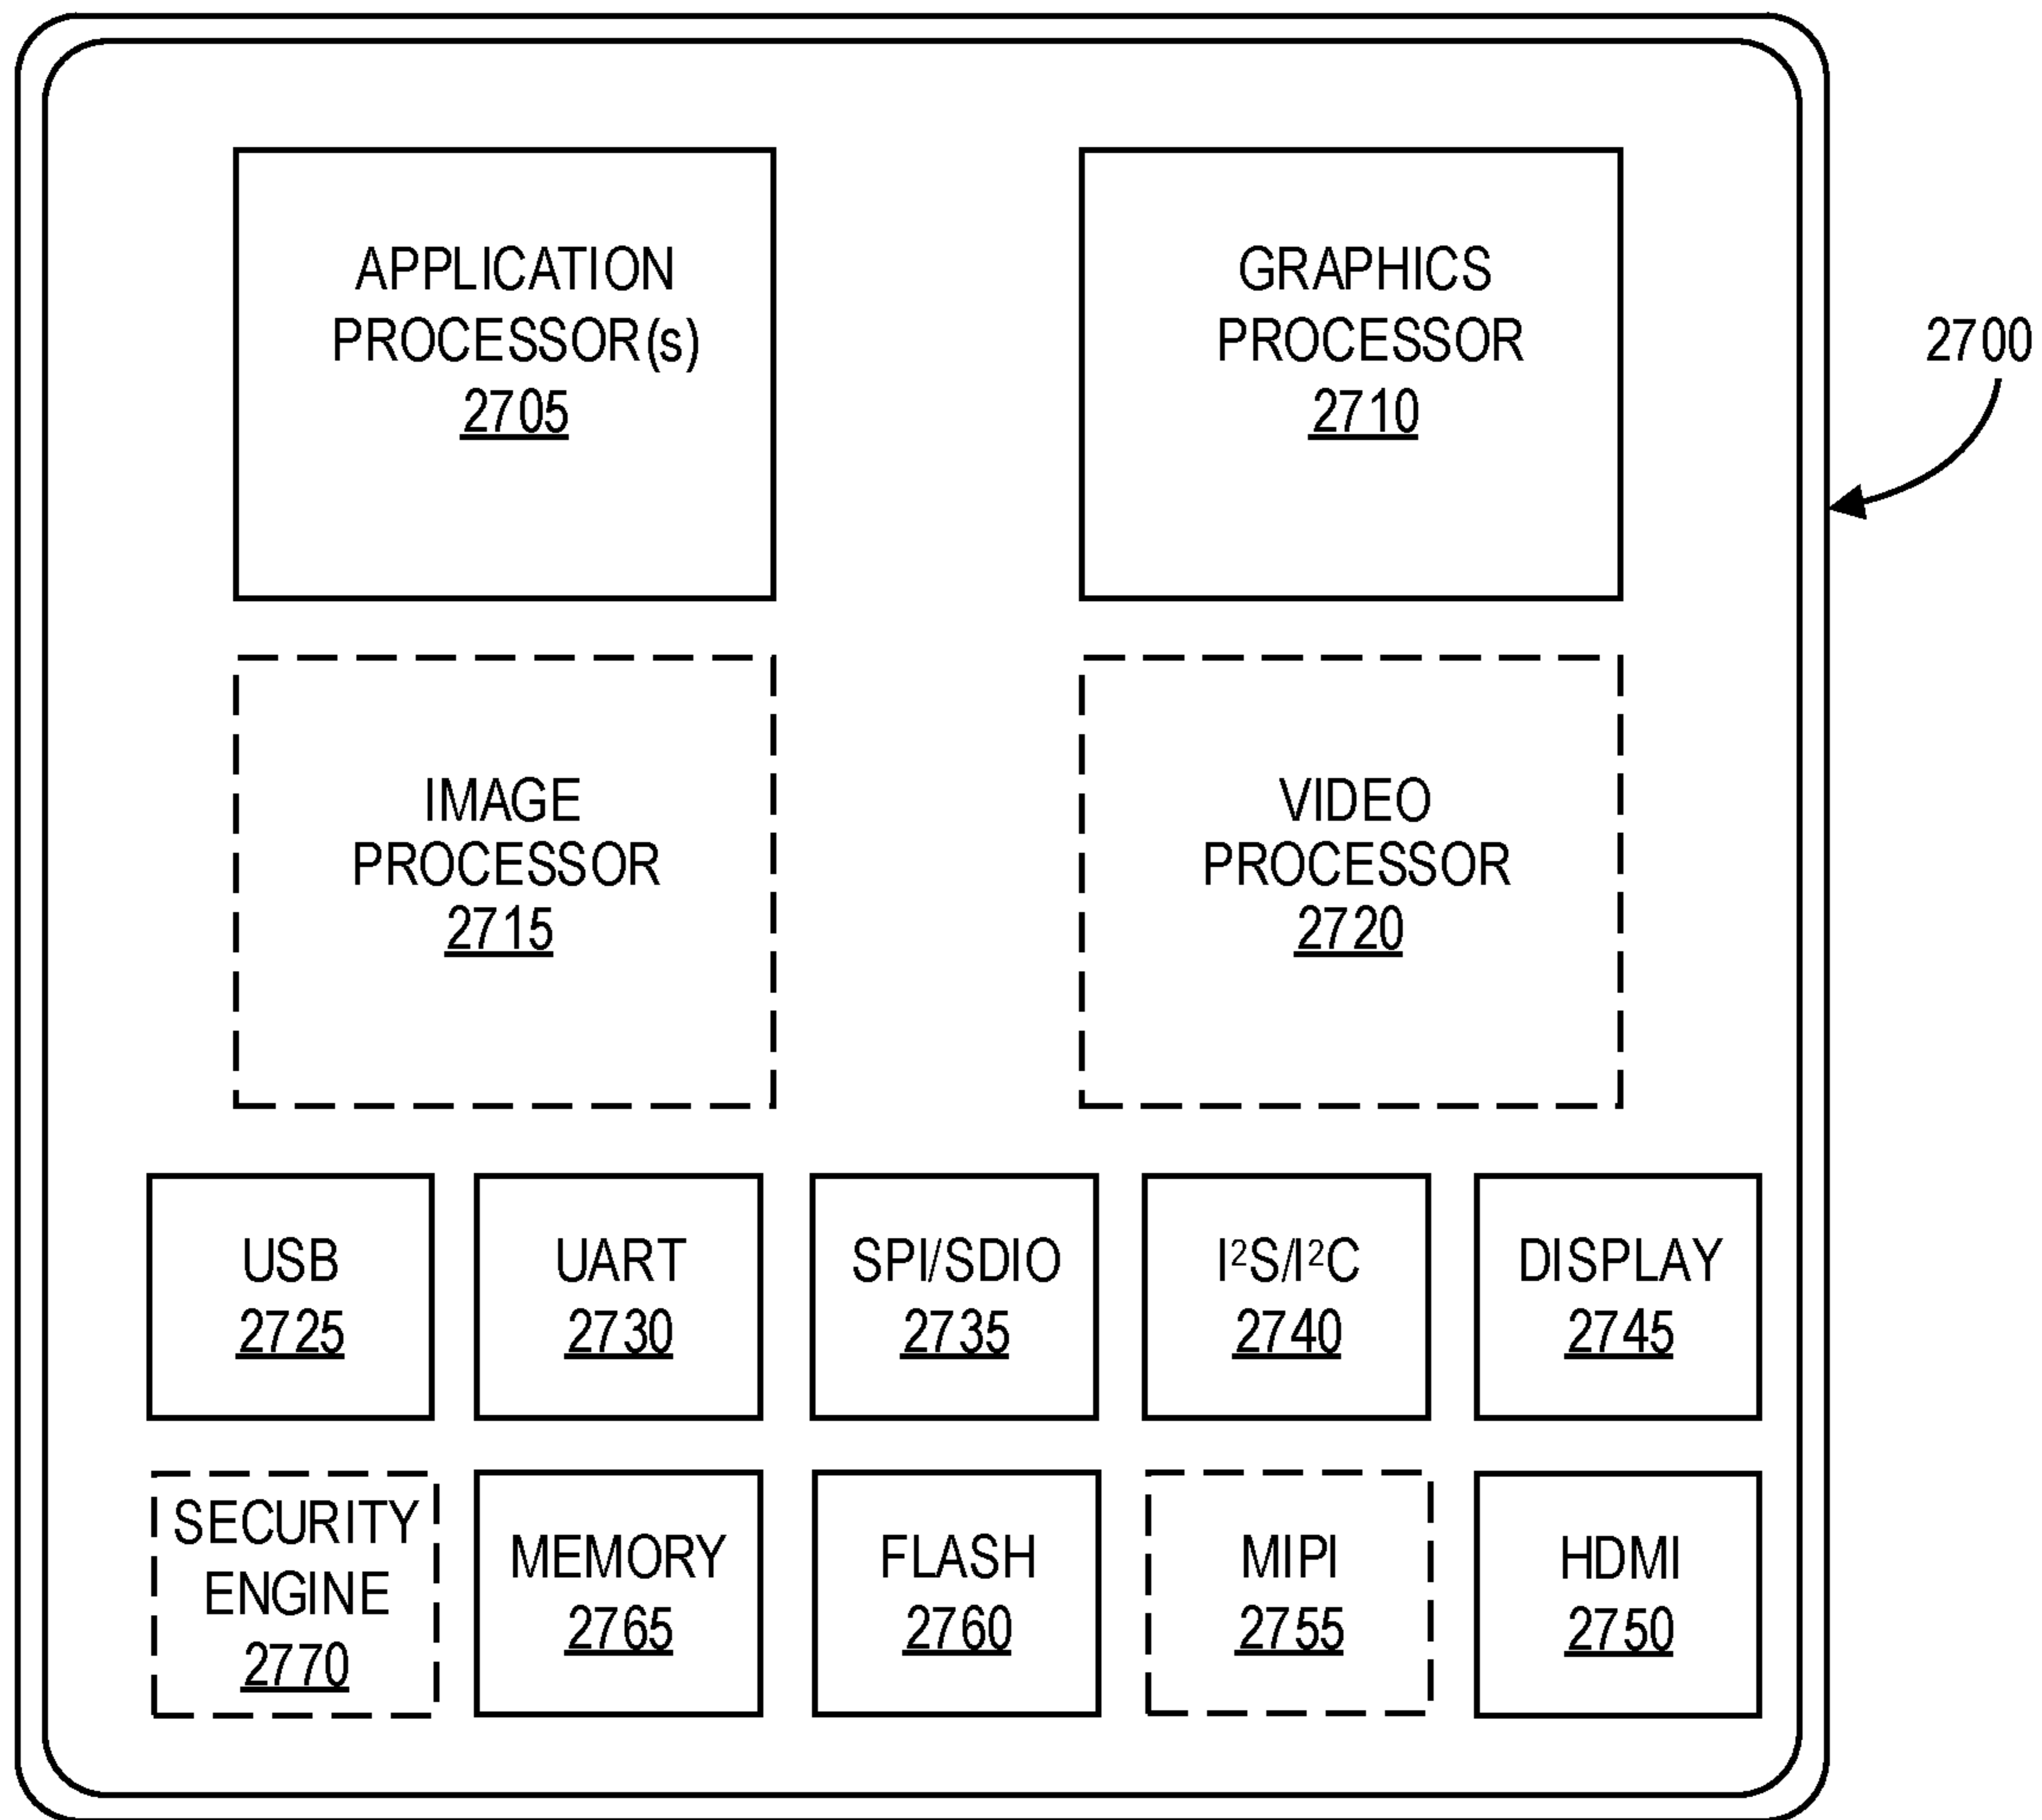 APPLICATION
PROCESSOR(s)
2705
GRAPHICS
PROCESSOR
2710
2700
IMAGE
PROCESSOR
2715
VIDEO
PROCESSOR
2720
USB
2725
UART
2730
SPI/SDIO
2735
I²S/I²C
2740
DISPLAY
2745
SECURITY
ENGINE
2770
MEMORY
2765
FLASH
2760
MIPI
2755
HDMI
2750